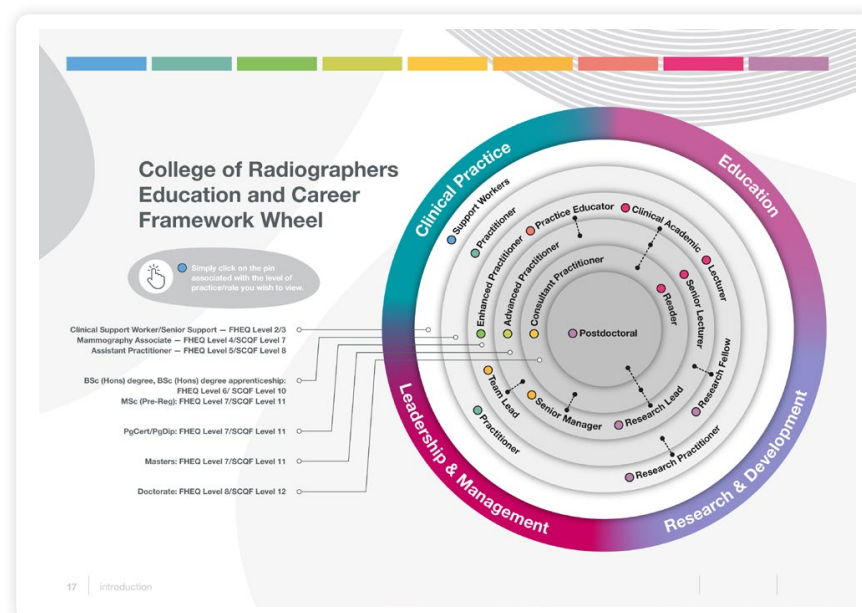 College of Radiographers
Education and Career
Framework Wheel
Simply click on the pin
associated with the level of
practice/role you wish to view.
Clinical Support Worker/Senior Support — FHEQ Level 2/3
Mammography Associate — FHEQ Level 4/SCQF Level 7
Assistant Practitioner — FHEQ Level 5/SCQF Level 8
BSc (Hons) degree, BSc (Hons) degree apprenticeship:
FHEQ Level 6/ SCQF Level 10
MSc (Pre-Reg): FHEQ Level 7/SCQF Level 11
PgCert/PgDip: FHEQ Level 7/SCQF Level 11
Masters: FHEQ Level 7/SCQF Level 11
Doctorate: FHEQ Level 8/SCQF Level 12
Clinical Practice
Education
Research & Development
Leadership & Management
Support Workers
Practitioner
Enhanced Practitioner
Advanced Practitioner
Consultant Practitioner
Practice Educator
Clinical Academic
Lecturer
Senior Lecturer
Reader
Postdoctoral
Research Fellow
Research Lead
Research Practitioner
Senior Manager
Team Lead
Practitioner
17
introduction